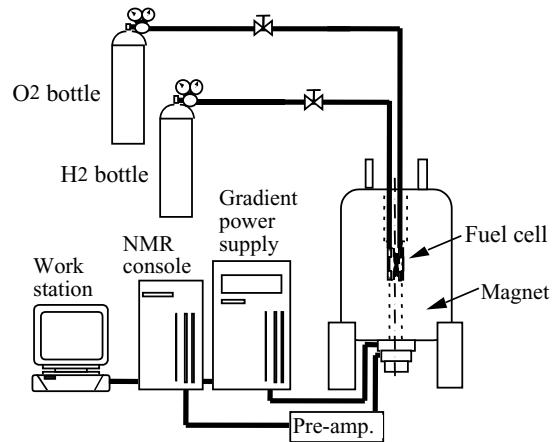 O2 bottle
H2 bottle
Gradient
power
supply
NMR
console
Work
station
Fuel cell
Magnet
Pre-amp.